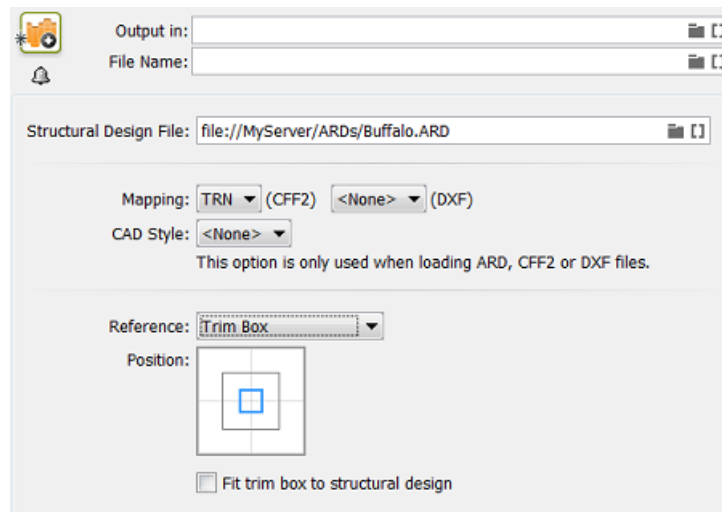 Output in:
File Name:
Structural Design File: file://MyServer/ARDs/Buffalo.ARD
Mapping: TRN (CFF2) <None> (DXF)
CAD Style: <None>
This option is only used when loading ARD, CFF2 or DXF files.
Reference: Trim Box
Position:
Fit trim box to structural design